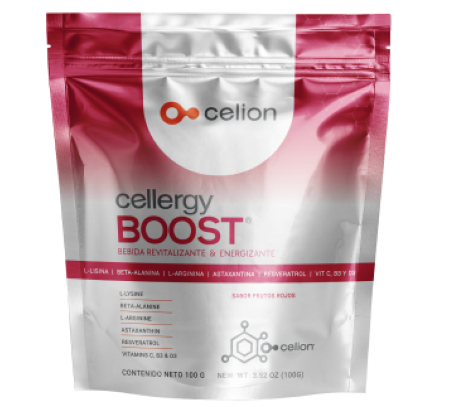 celion
cellergy
BOOST®
BEBIDA REVITALIZANTE & ENERGIZANTE
L-LISINA | BETA-ALANINA | L-ARGININA | ASTAXANTINA | RESVERATROL | VIT C, B3 Y D3
L-LYSINE
SABOR FRUTOS ROJOS
BETA-ALANINE
L-ARGININE
ASTAXANTHIN
RESVERATROL
VITAMINS C, B3 & D3
celion
CONTENIDO NETO 100 G
NET WT. 3.52 OZ (100G)